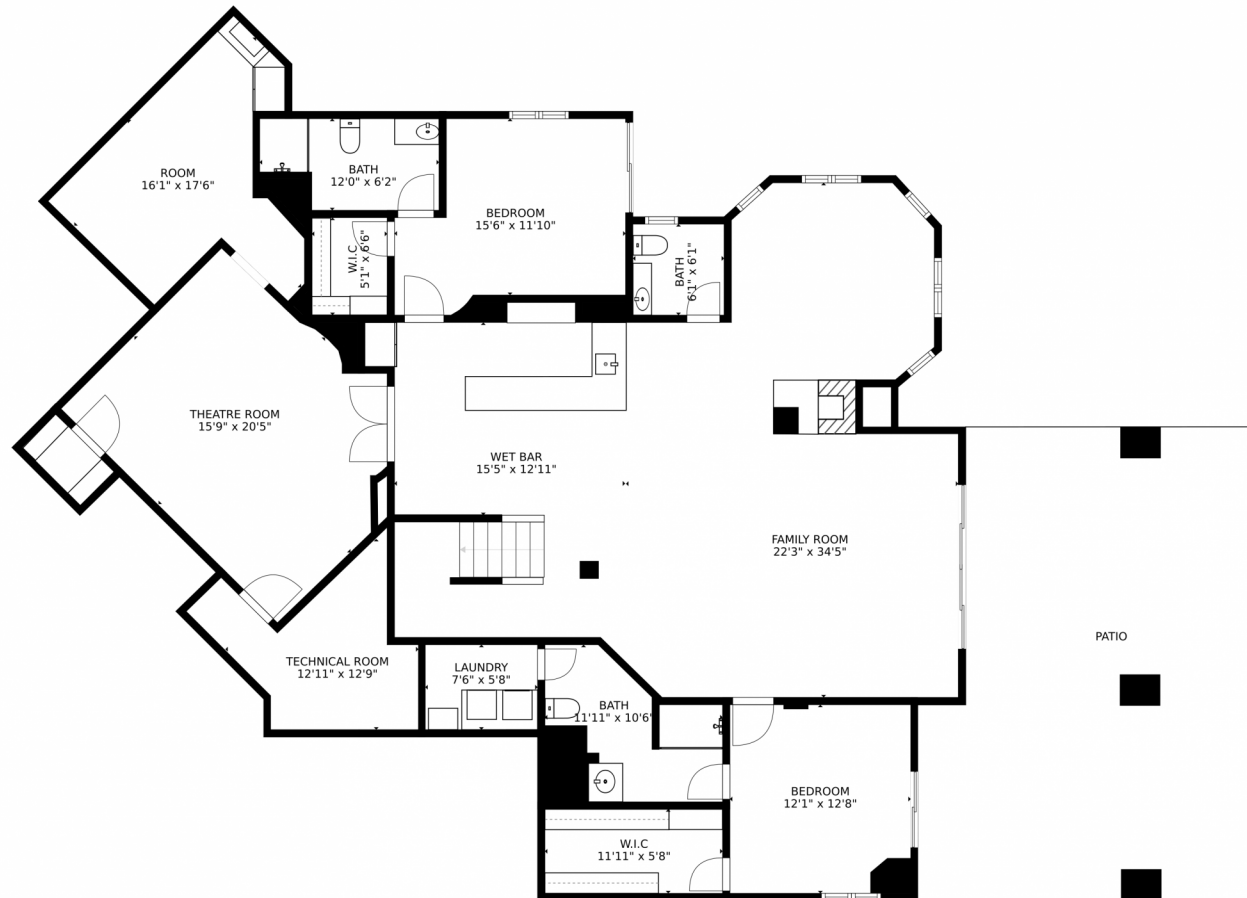 ROOM
16'1" x 17'6"
BATH
12'0" x 6'2"
BEDROOM
15'6" x 11'10"
W.I.C
5'1" x 6'6"
BATH
6'1" x 6'1"
THEATRE ROOM
15'9" x 20'5"
WET BAR
15'5" x 12'11"
FAMILY ROOM
22'3" x 34'5"
PATIO
TECHNICAL ROOM
12'11" x 12'9"
LAUNDRY
7'6" x 5'8"
BATH
11'11" x 10'6"
BEDROOM
12'1" x 12'8"
W.I.C
11'11" x 5'8"